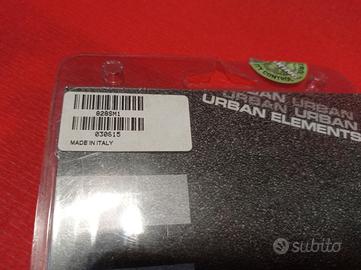 828SM1
030615
MADE IN ITALY
URBAN URBAN
URBAN URBAN
URBAN ELEMENTS
subito